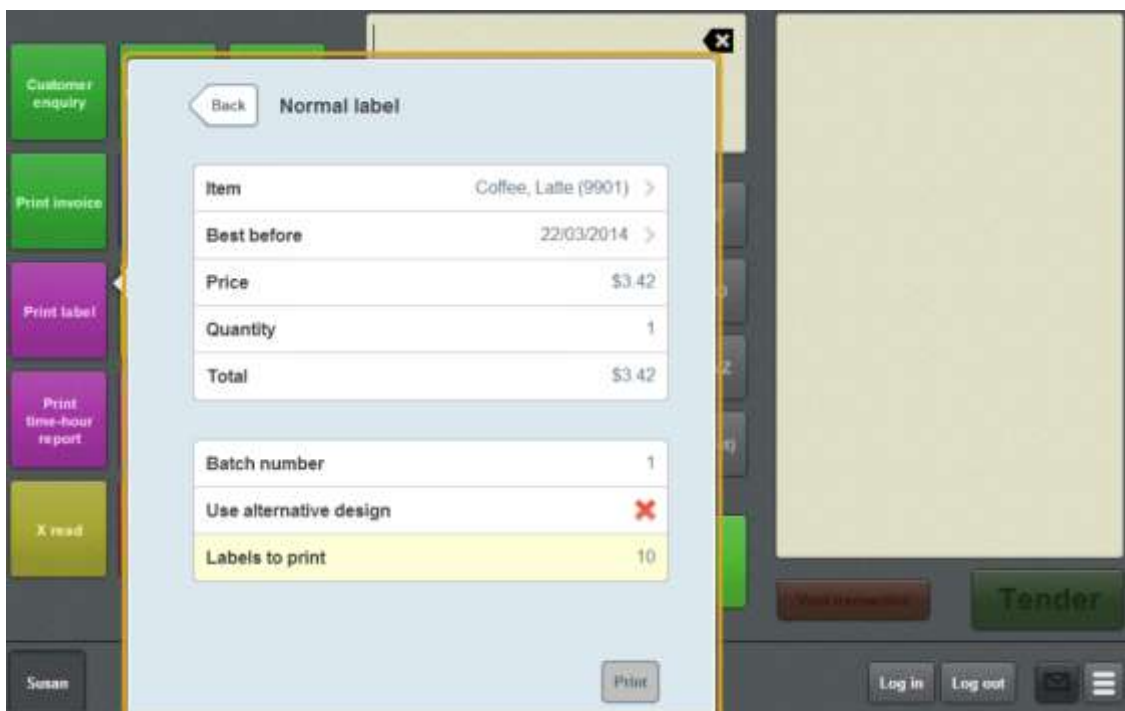 Customer
enquiry
Print invoice
Print label
Print
time-hour
report
X read
Back
Normal label
Item
Coffee, Latte (9901)
Best before
22/03/2014
Price
$3.42
Quantity
1
Total
$3.42
Batch number
1
Use alternative design
Labels to print
10
Print
Void transaction
Tender
Susan
Log in
Log out